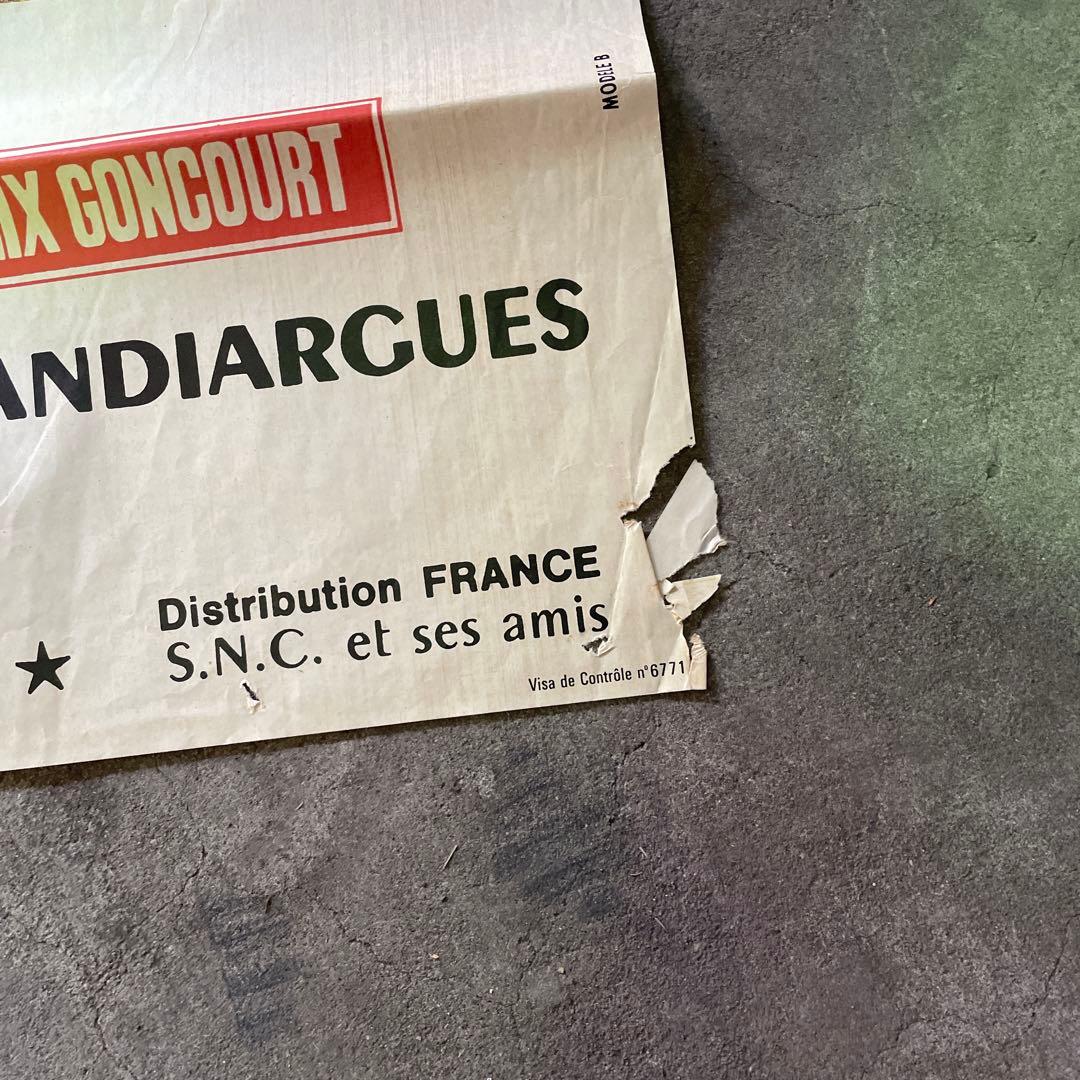 MODELE B
IX GONCOURT
ANDIARGUES
Distribution FRANCE
S.N.C. et ses amis
Visa de Contrôle n° 6771